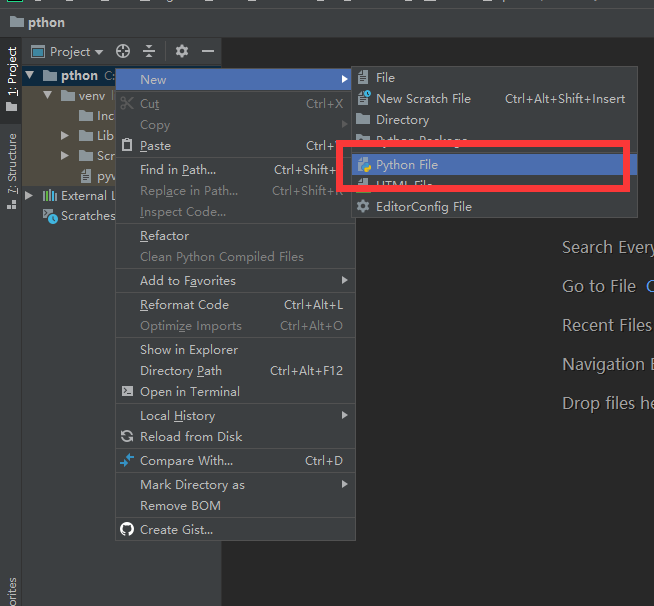 pthon
Project
1: Project
7: Structure
pthon C:
venv
Inc
Lib
Scr
pyv
External L
Scratches
New
Cut Ctrl+X
Copy
Paste Ctrl+
Find in Path... Ctrl+Shift+
Replace in Path... Ctrl+Shift+R
Inspect Code...
Refactor
Clean Python Compiled Files
Add to Favorites
Reformat Code Ctrl+Alt+L
Optimize Imports Ctrl+Alt+O
Show in Explorer
Directory Path Ctrl+Alt+F12
Open in Terminal
Local History
Reload from Disk
Compare With... Ctrl+D
Mark Directory as
Remove BOM
Create Gist...
File
New Scratch File Ctrl+Alt+Shift+Insert
Directory
Python Package
Python File
HTML File
EditorConfig File
Search Every
Go to File C
Recent Files
Navigation B
Drop files he
orites